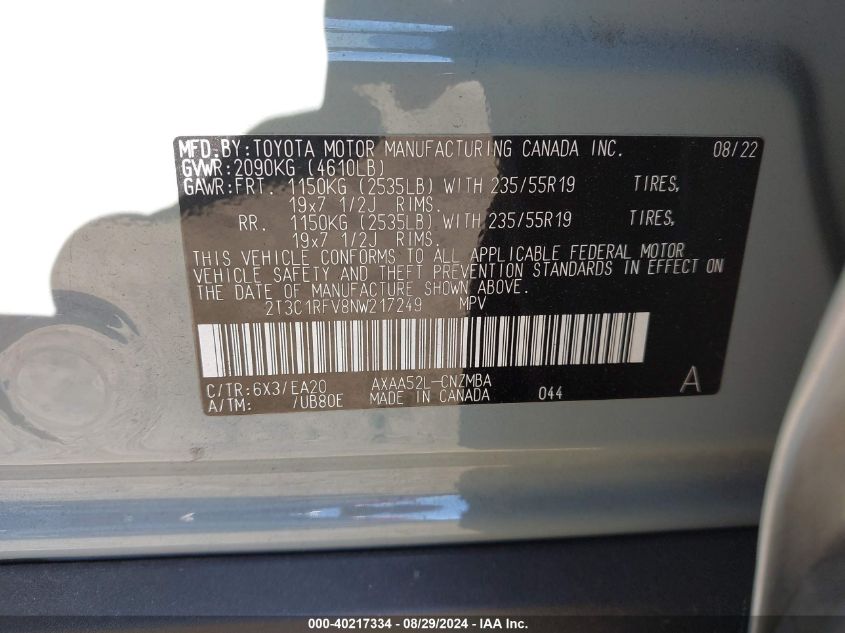 MFD.BY:TOYOTA MOTOR MANUFACTURING CANADA INC. 08/22
GVWR:2090KG (4610LB)
GAWR:FRT. 1150KG (2535LB) WITH 235/55R19 TIRES,
19x7 1/2J RIMS.
RR. 1150KG (2535LB) WITH 235/55R19 TIRES,
19x7 1/2J RIMS.
THIS VEHICLE CONFORMS TO ALL APPLICABLE FEDERAL MOTOR
VEHICLE SAFETY AND THEFT PREVENTION STANDARDS IN EFFECT ON
THE DATE OF MANUFACTURE SHOWN ABOVE.
2T3C1RFV8NW217249 MPV
C/TR:6X3/EA20 AXAA52L-CNZMBA
A/TM: /UB80E MADE IN CANADA 044 A
000-40217334 - 08/29/2024 - IAA Inc.